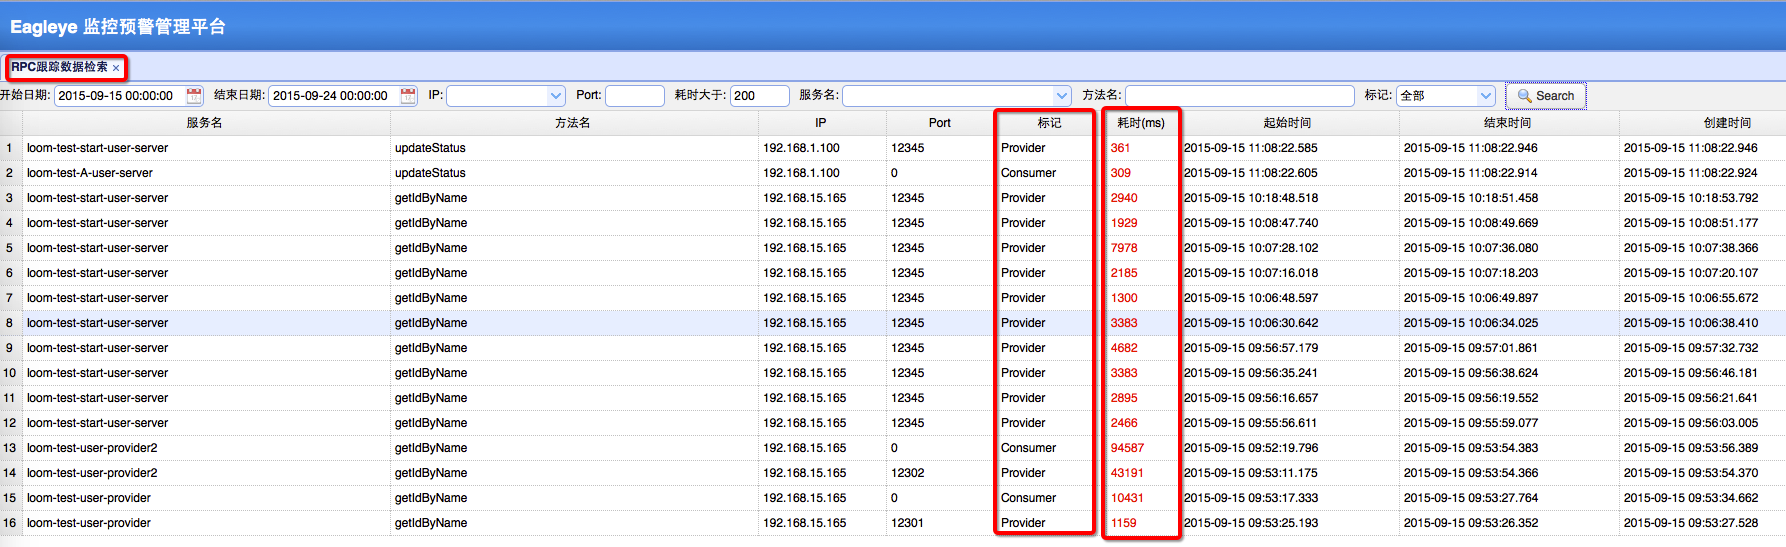 Eagleye 监控预警管理平台
RPC跟踪数据检索 ×
开始日期: 2015-09-15 00:00:00 结束日期: 2015-09-24 00:00:00 IP: Port: 耗时大于: 200 服务名: 方法名: 标记: 全部 Search
服务名 方法名 IP Port 标记 耗时(ms) 起始时间 结束时间 创建时间
1 loom-test-start-user-server updateStatus 192.168.1.100 12345 Provider 361 2015-09-15 11:08:22.585 2015-09-15 11:08:22.946 2015-09-15 11:08:22.946
2 loom-test-A-user-server updateStatus 192.168.1.100 0 Consumer 309 2015-09-15 11:08:22.605 2015-09-15 11:08:22.914 2015-09-15 11:08:22.924
3 loom-test-start-user-server getIdByName 192.168.15.165 12345 Provider 2940 2015-09-15 10:18:48.518 2015-09-15 10:18:51.458 2015-09-15 10:18:53.792
4 loom-test-start-user-server getIdByName 192.168.15.165 12345 Provider 1929 2015-09-15 10:08:47.740 2015-09-15 10:08:49.669 2015-09-15 10:08:51.177
5 loom-test-start-user-server getIdByName 192.168.15.165 12345 Provider 7978 2015-09-15 10:07:28.102 2015-09-15 10:07:36.080 2015-09-15 10:07:38.366
6 loom-test-start-user-server getIdByName 192.168.15.165 12345 Provider 2185 2015-09-15 10:07:16.018 2015-09-15 10:07:18.203 2015-09-15 10:07:20.107
7 loom-test-start-user-server getIdByName 192.168.15.165 12345 Provider 1300 2015-09-15 10:06:48.597 2015-09-15 10:06:49.897 2015-09-15 10:06:55.672
8 loom-test-start-user-server getIdByName 192.168.15.165 12345 Provider 3383 2015-09-15 10:06:30.642 2015-09-15 10:06:34.025 2015-09-15 10:06:38.410
9 loom-test-start-user-server getIdByName 192.168.15.165 12345 Provider 4682 2015-09-15 09:56:57.179 2015-09-15 09:57:01.861 2015-09-15 09:57:32.732
10 loom-test-start-user-server getIdByName 192.168.15.165 12345 Provider 3383 2015-09-15 09:56:35.241 2015-09-15 09:56:38.624 2015-09-15 09:56:46.181
11 loom-test-start-user-server getIdByName 192.168.15.165 12345 Provider 2895 2015-09-15 09:56:16.657 2015-09-15 09:56:19.552 2015-09-15 09:56:21.641
12 loom-test-start-user-server getIdByName 192.168.15.165 12345 Provider 2466 2015-09-15 09:55:56.611 2015-09-15 09:55:59.077 2015-09-15 09:56:03.005
13 loom-test-user-provider2 getIdByName 192.168.15.165 0 Consumer 94587 2015-09-15 09:52:19.796 2015-09-15 09:53:54.383 2015-09-15 09:53:56.389
14 loom-test-user-provider2 getIdByName 192.168.15.165 12302 Provider 43191 2015-09-15 09:53:11.175 2015-09-15 09:53:54.366 2015-09-15 09:53:54.370
15 loom-test-user-provider getIdByName 192.168.15.165 0 Consumer 10431 2015-09-15 09:53:17.333 2015-09-15 09:53:27.764 2015-09-15 09:53:34.662
16 loom-test-user-provider getIdByName 192.168.15.165 12301 Provider 1159 2015-09-15 09:53:25.193 2015-09-15 09:53:26.352 2015-09-15 09:53:27.528